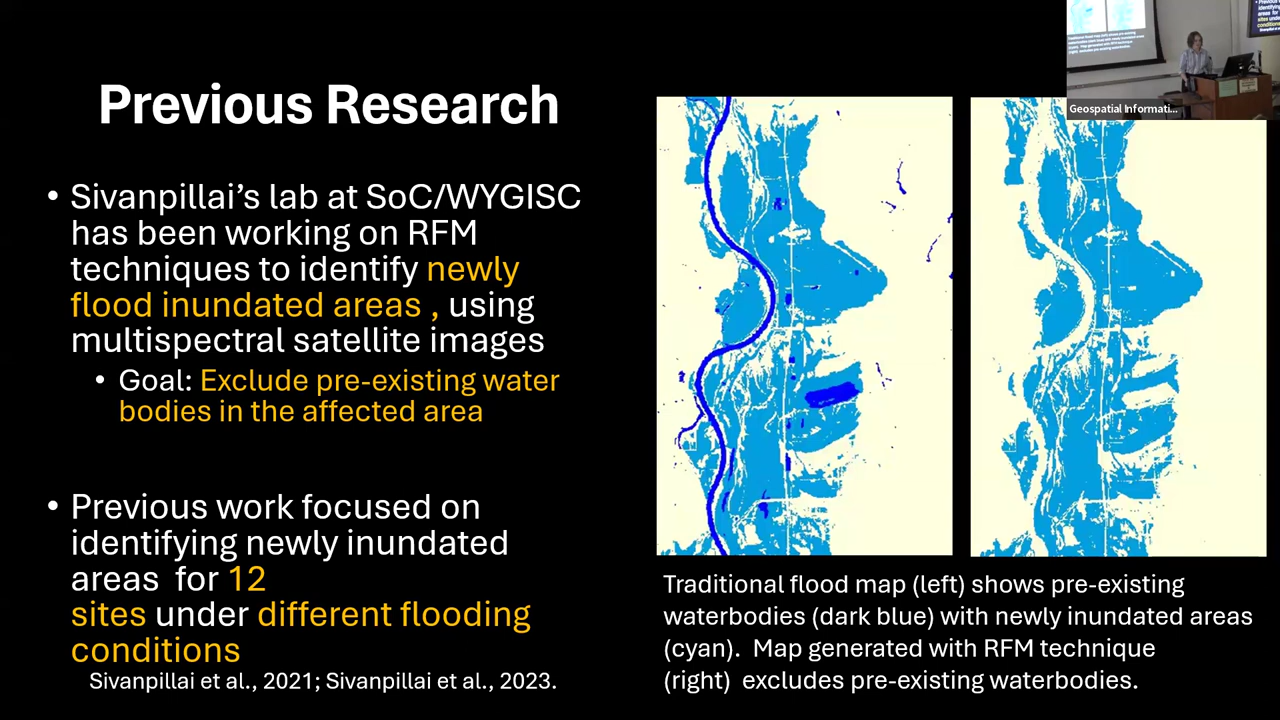 Previous Research
• Sivanpillai’s lab at SoC/WYGISC
has been working on RFM
techniques to identify newly
flood inundated areas , using
multispectral satellite images
• Goal: Exclude pre-existing water
bodies in the affected area
• Previous work focused on
identifying newly inundated
areas for 12
sites under different flooding
conditions
Sivanpillai et al., 2021; Sivanpillai et al., 2023.
Traditional flood map (left) shows pre-existing
waterbodies (dark blue) with newly inundated areas
(cyan). Map generated with RFM technique
(right) excludes pre-existing waterbodies.
Geospatial Informati...